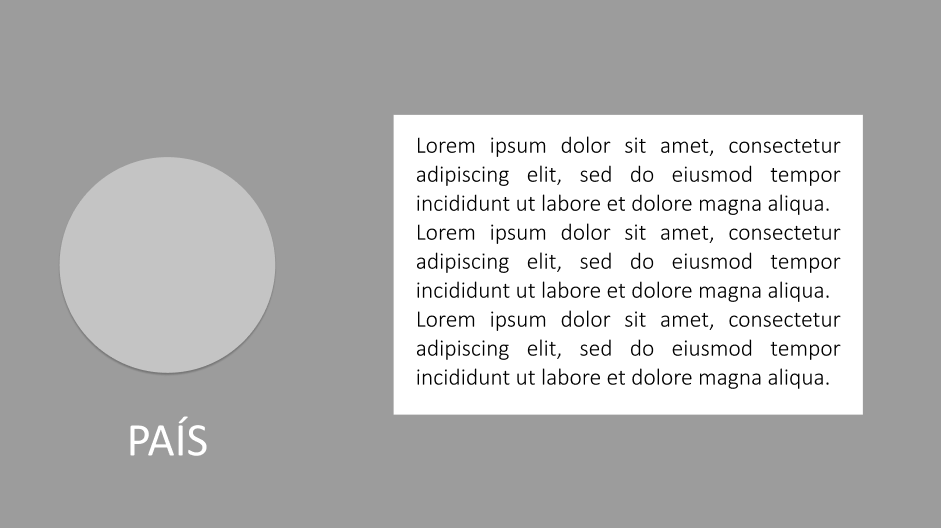 Lorem ipsum dolor sit amet, consectetur
adipiscing elit, sed do eiusmod tempor
incididunt ut labore et dolore magna aliqua.
Lorem ipsum dolor sit amet, consectetur
adipiscing elit, sed do eiusmod tempor
incididunt ut labore et dolore magna aliqua.
Lorem ipsum dolor sit amet, consectetur
adipiscing elit, sed do eiusmod tempor
incididunt ut labore et dolore magna aliqua.
PAÍS